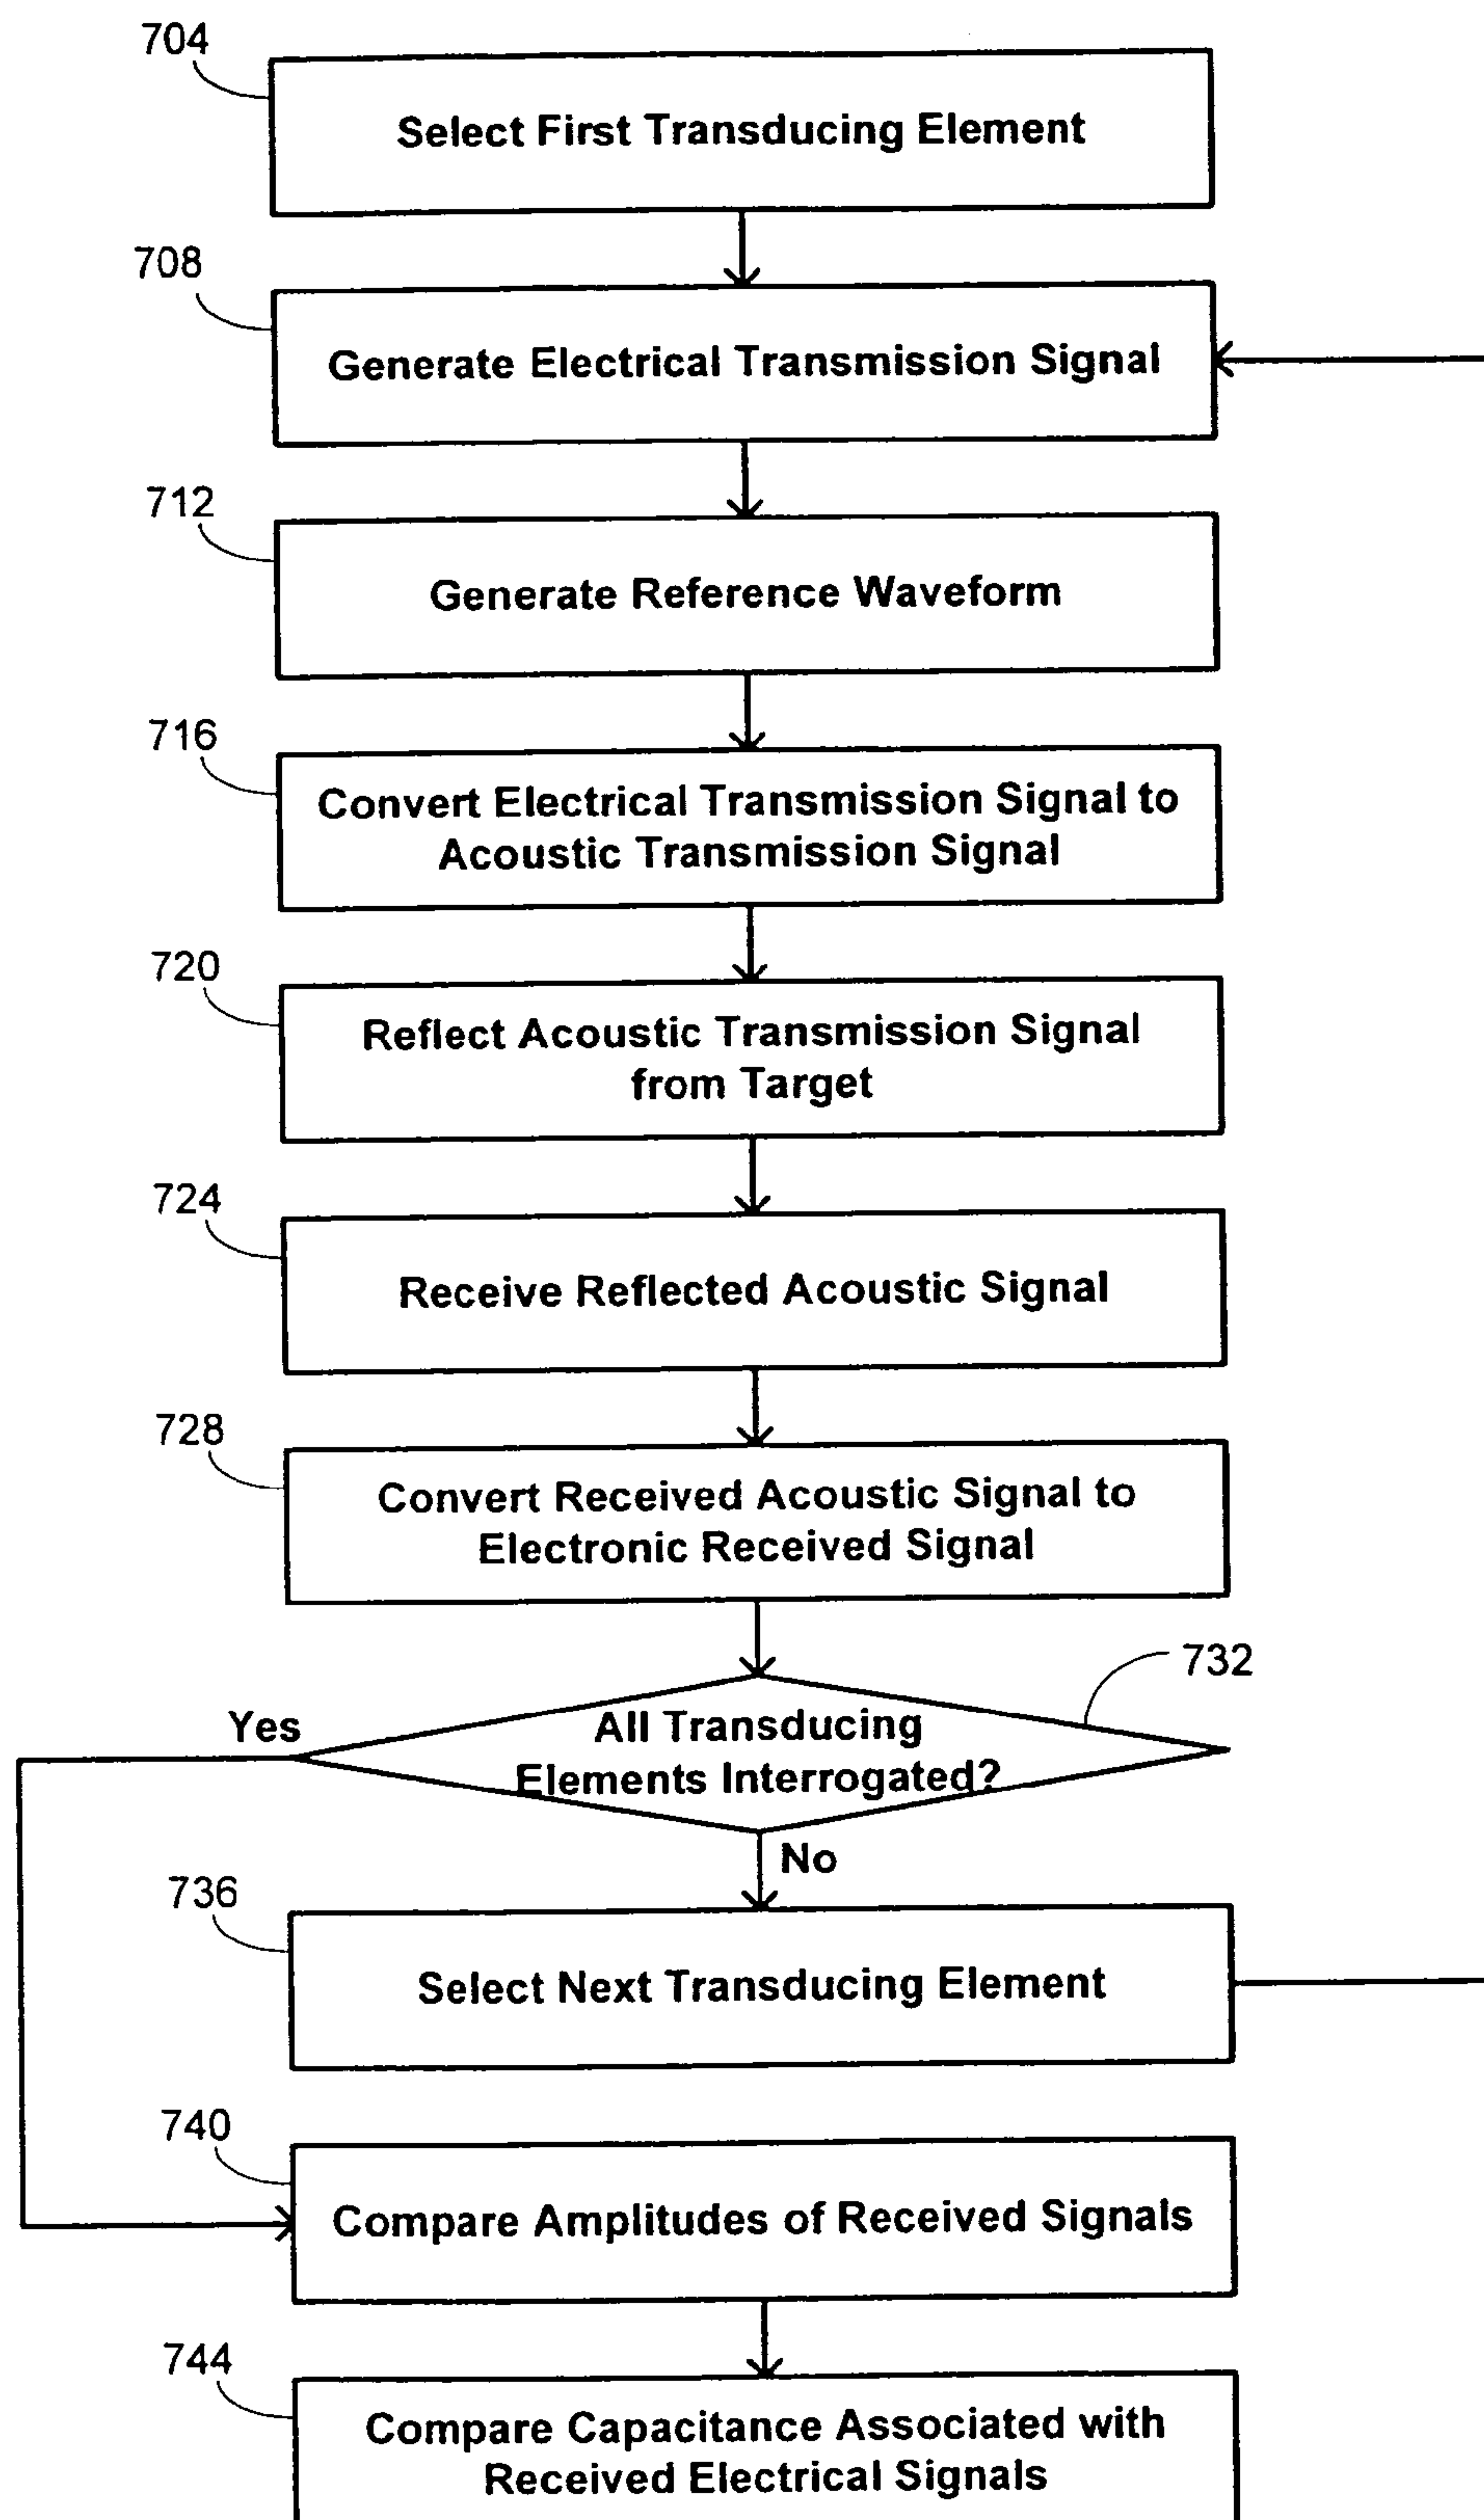 704
Select First Transducing Element
708
Generate Electrical Transmission Signal
712
Generate Reference Waveform
716
Convert Electrical Transmission Signal to
Acoustic Transmission Signal
720
Reflect Acoustic Transmission Signal
from Target
724
Receive Reflected Acoustic Signal
728
Convert Received Acoustic Signal to
Electronic Received Signal
732
Yes
All Transducing
Elements Interrogated?
No
736
Select Next Transducing Element
740
Compare Amplitudes of Received Signals
744
Compare Capacitance Associated with
Received Electrical Signals